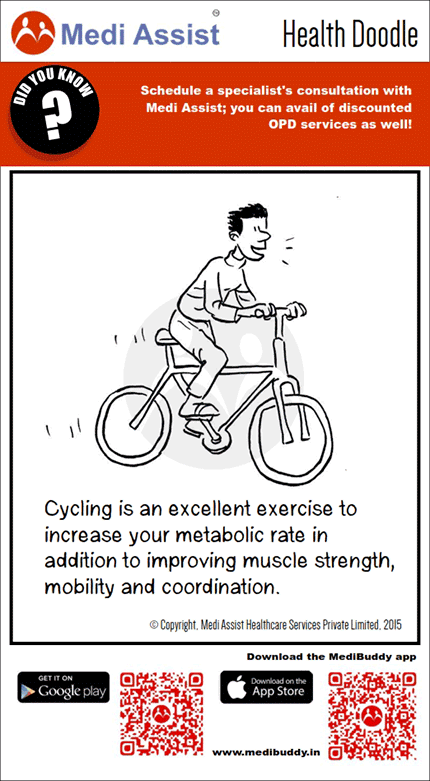 Medi Assist
Health Doodle
DID YOU KNOW
?
Schedule a specialist's consultation with
Medi Assist; you can avail of discounted
OPD services as well!
Cycling is an excellent exercise to
increase your metabolic rate in
addition to improving muscle strength,
mobility and coordination.
© Copyright, Medi Assist Healthcare Services Private Limited, 2015
Download the MediBuddy app
GET IT ON
Google play
Download on the
App Store
www.medibuddy.in